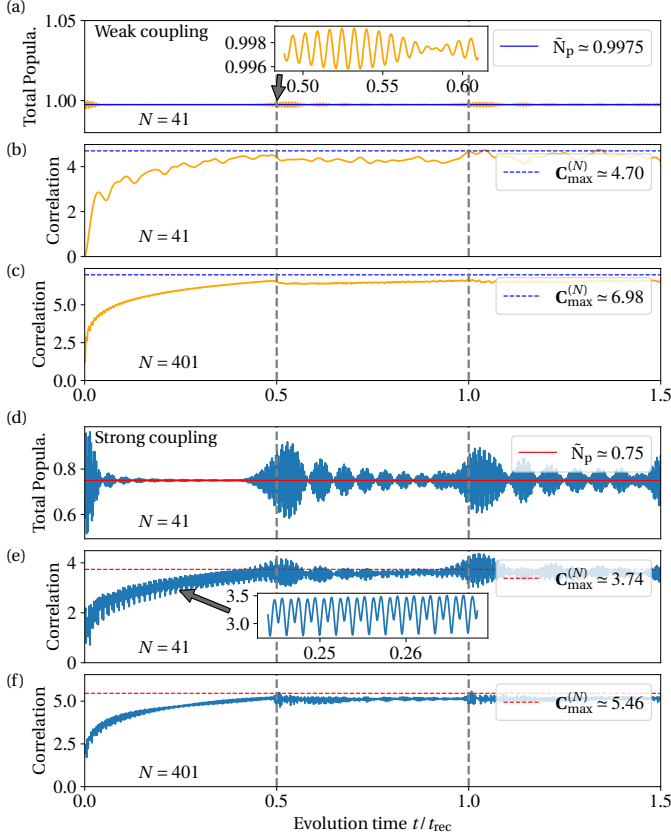 (a)
1.05
1.00
Total Popula.
Weak coupling
0.998
0.996
0.50 0.55 0.60
Ñp ≃ 0.9975
N = 41
(b)
4
2
0
Correlation
C(N)max ≃ 4.70
N = 41
(c)
5.0
2.5
0.0
Correlation
C(N)max ≃ 6.98
N = 401
0.0 0.5 1.0 1.5
(d)
0.8
0.6
Total Popula.
Strong coupling
Ñp ≃ 0.75
N = 41
(e)
4
2
0
Correlation
C(N)max ≃ 3.74
3.5
3.0
0.25 0.26
N = 41
(f)
5.0
2.5
0.0
Correlation
C(N)max ≃ 5.46
N = 401
0.0 0.5 1.0 1.5
Evolution time t/trec